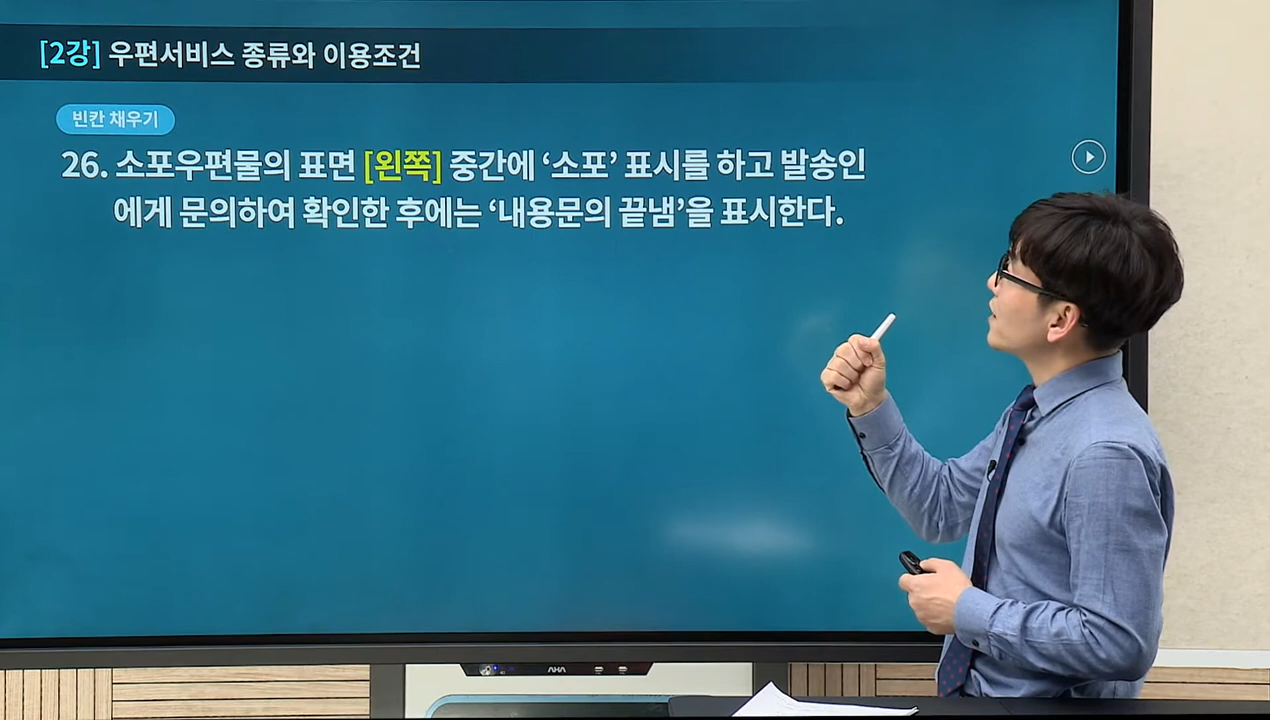 [2강] 우편서비스 종류와 이용조건
빈칸 채우기
26. 소포우편물의 표면 [왼쪽] 중간에 ‘소포’ 표시를 하고 발송인
에게 문의하여 확인한 후에는 ‘내용문의 끝냄’을 표시한다.
AHA